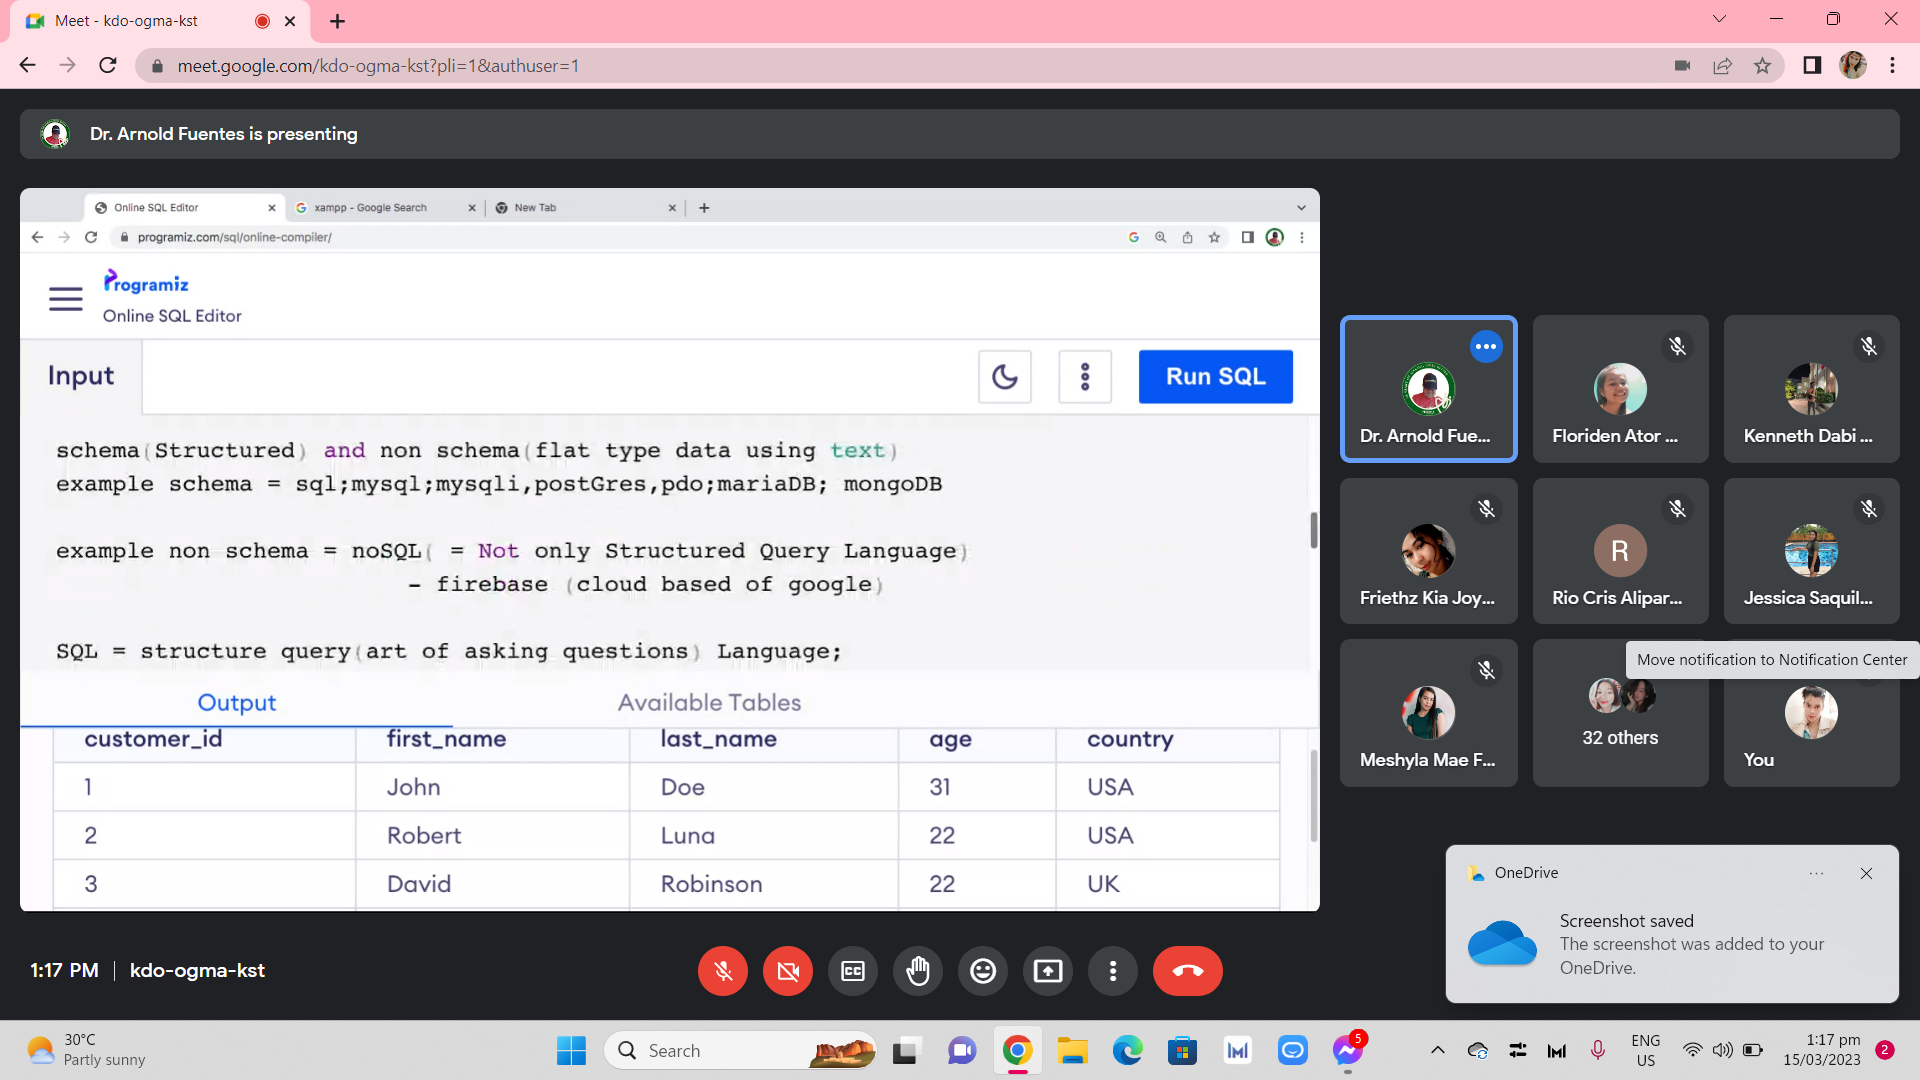 Meet - kdo-ogma-kst
meet.google.com/kdo-ogma-kst?pli=1&authuser=1
Dr. Arnold Fuentes is presenting
Online SQL Editor
xampp - Google Search
New Tab
programiz.com/sql/online-compiler/
Programiz
Online SQL Editor
Input
Run SQL
schema(Structured) and non schema(flat type data using text)
example schema = sql;mysql;mysqli,postGres,pdo;mariaDB; mongoDB
example non schema = noSQL( = Not only Structured Query Language)
- firebase (cloud based of google)
SQL = structure query(art of asking questions) Language;
Output
Available Tables
customer_id first_name last_name age country
1 John Doe 31 USA
2 Robert Luna 22 USA
3 David Robinson 22 UK
Dr. Arnold Fue...
Floriden Ator ...
Kenneth Dabi ...
Friethz Kia Joy...
R
Rio Cris Alipar...
Jessica Saquil...
Move notification to Notification Center
Meshyla Mae F...
32 others
You
OneDrive
Screenshot saved
The screenshot was added to your
OneDrive.
1:17 PM | kdo-ogma-kst
CC
30°C
Partly sunny
Search
5
ENG
US
1:17 pm
15/03/2023
2